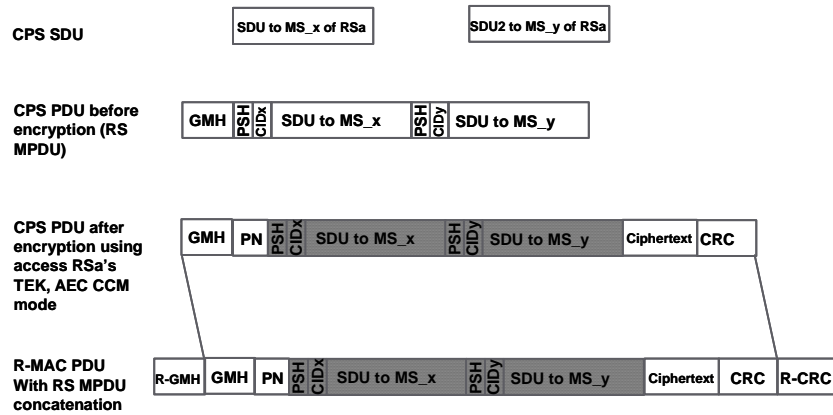 CPS SDU
SDU to MS_x of RSa
SDU2 to MS_y of RSa
CPS PDU before
encryption (RS
MPDU)
GMH
PSH
CIDx
SDU to MS_x
PSH
CIDy
SDU to MS_y
CPS PDU after
encryption using
access RSa's
TEK, AEC CCM
mode
GMH
PN
PSH
CIDx
SDU to MS_x
PSH
CIDy
SDU to MS_y
Ciphertext
CRC
R-MAC PDU
With RS MPDU
concatenation
R-GMH
GMH
PN
PSH
CIDx
SDU to MS_x
PSH
CIDy
SDU to MS_y
Ciphertext
CRC
R-CRC